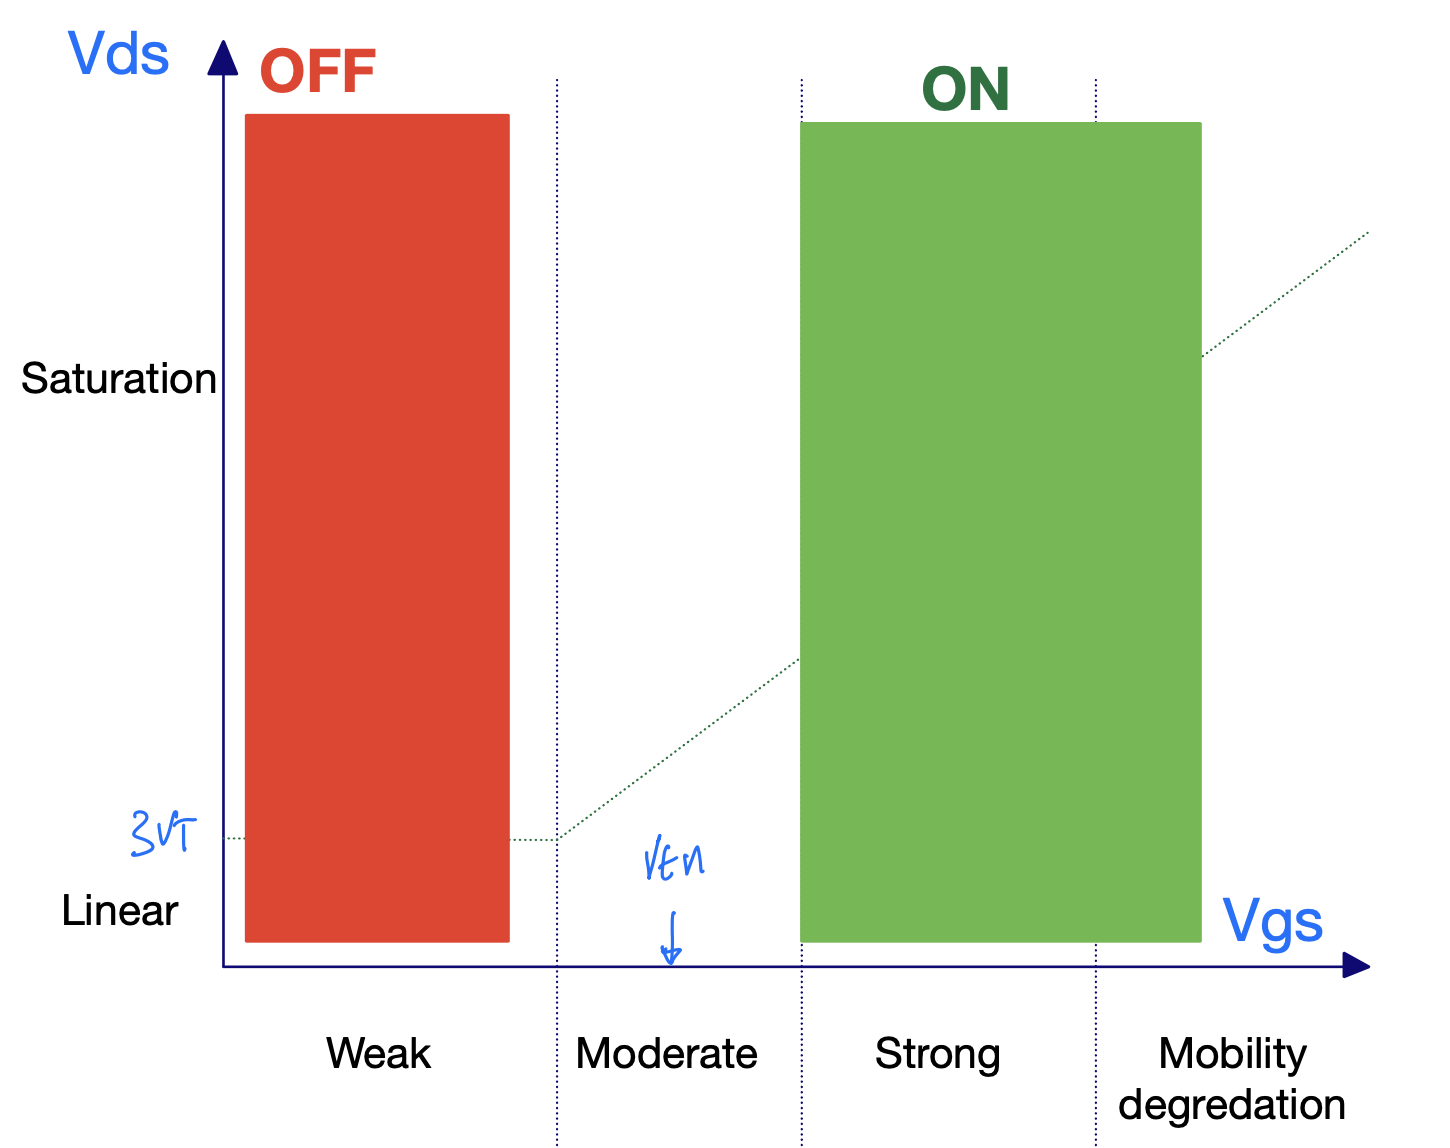 Vds
OFF
ON
Saturation
3VT
Vtn
Linear
Vgs
Weak
Moderate
Strong
Mobility
degredation